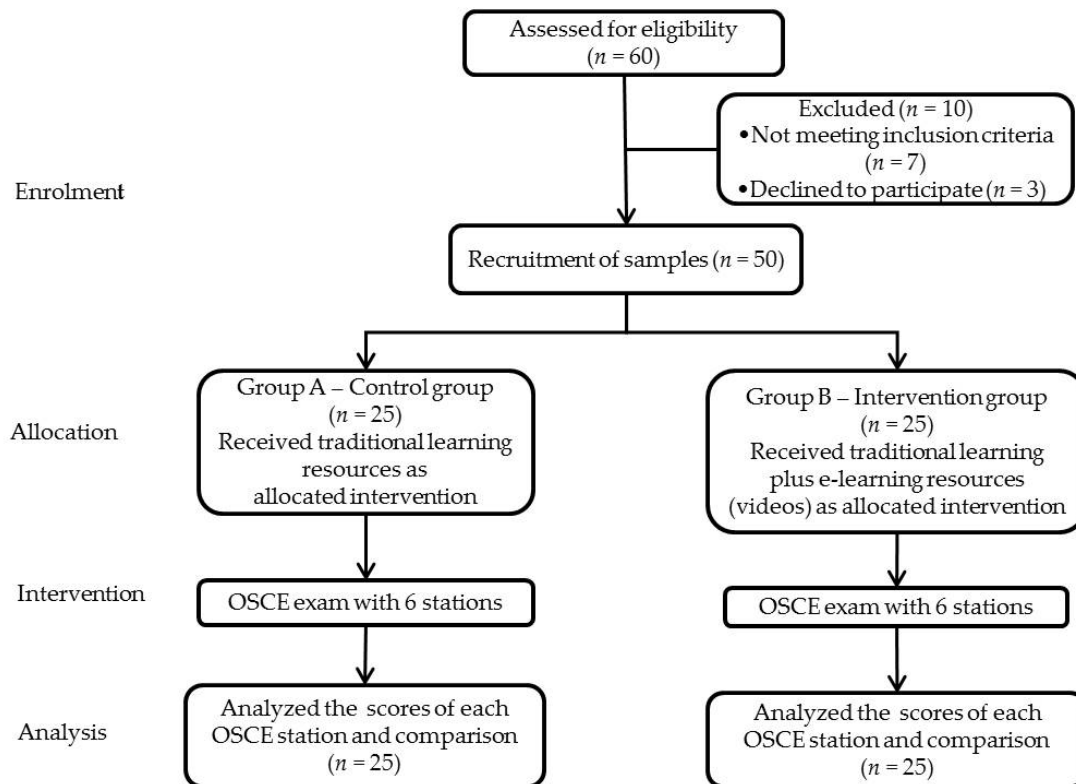 Assessed for eligibility
(n = 60)
Excluded (n = 10)
•Not meeting inclusion criteria
(n = 7)
•Declined to participate (n = 3)
Enrolment
Recruitment of samples (n = 50)
Allocation
Group A – Control group
(n = 25)
Received traditional learning
resources as
allocated intervention
Group B – Intervention group
(n = 25)
Received traditional learning
plus e-learning resources
(videos) as allocated intervention
Intervention
OSCE exam with 6 stations
OSCE exam with 6 stations
Analysis
Analyzed the scores of each
OSCE station and comparison
(n = 25)
Analyzed the scores of each
OSCE station and comparison
(n = 25)